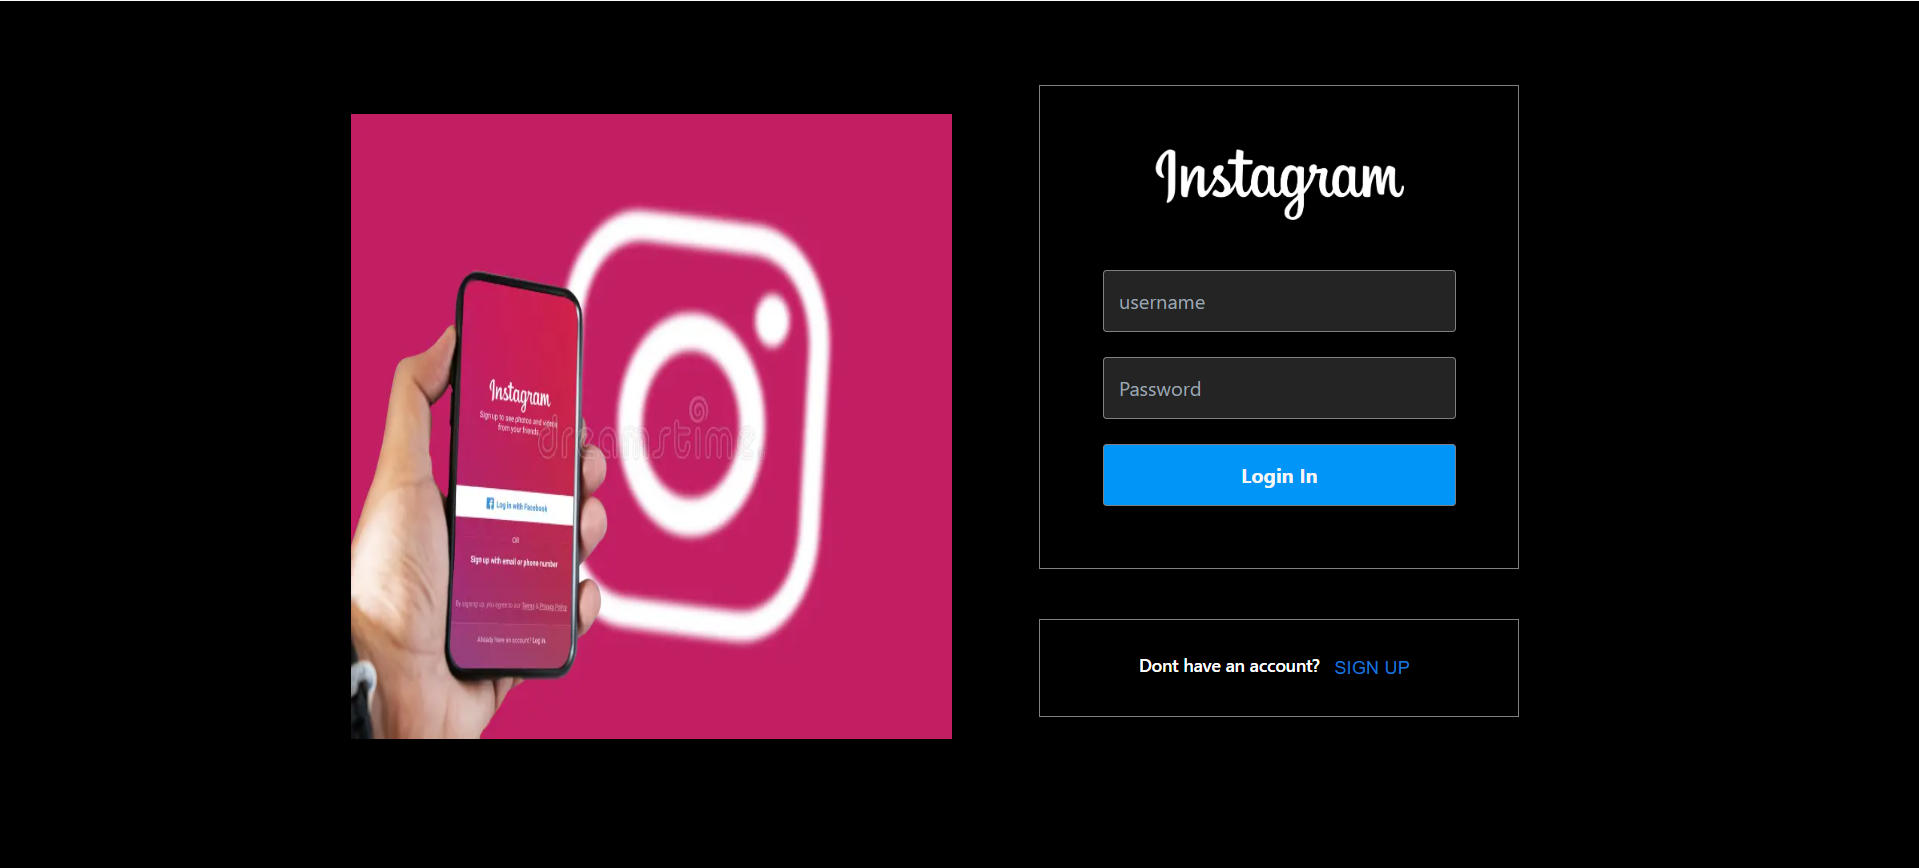 Instagram
Sign up to see photos and videos
from your friends.
dreamstime
Log in with Facebook
OR
Sign up with email or phone number
By signing up, you agree to our Terms & Privacy Policy
Already have an account? Log in.
Instagram
username
Password
Login In
Dont have an account? SIGN UP